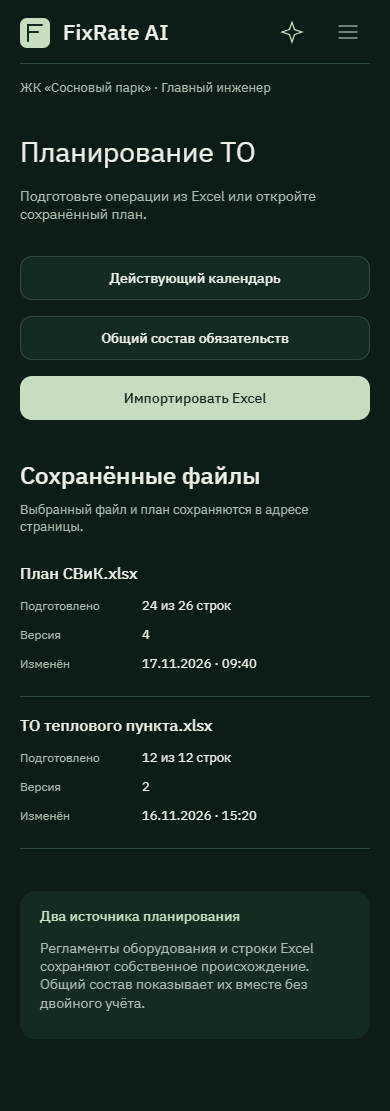 FixRate AI
ЖК «Сосновый парк» · Главный инженер
Планирование ТО
Подготовьте операции из Excel или откройте
сохранённый план.
Действующий календарь
Общий состав обязательств
Импортировать Excel
Сохранённые файлы
Выбранный файл и план сохраняются в адресе
страницы.
План СВиК.xlsx
Подготовлено 24 из 26 строк
Версия 4
Изменён 17.11.2026 · 09:40
ТО теплового пункта.xlsx
Подготовлено 12 из 12 строк
Версия 2
Изменён 16.11.2026 · 15:20
Два источника планирования
Регламенты оборудования и строки Excel
сохраняют собственное происхождение.
Общий состав показывает их вместе без
двойного учёта.